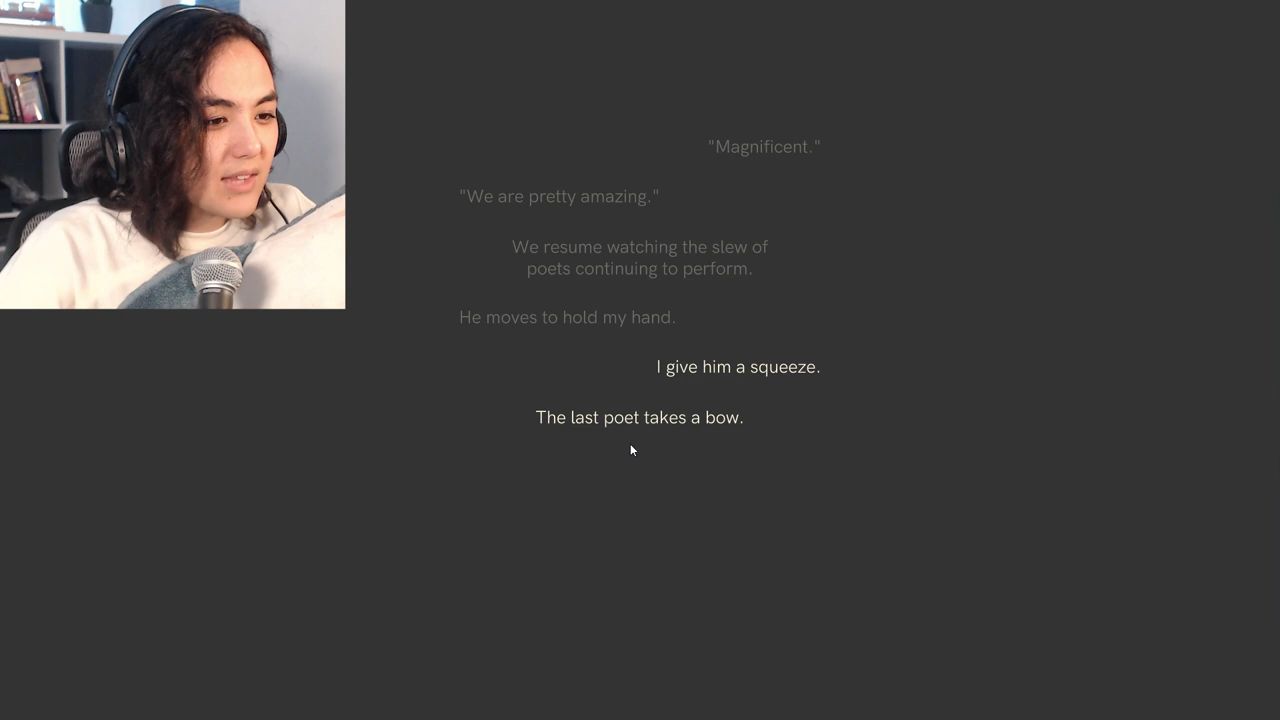 "Magnificent."
"We are pretty amazing."
We resume watching the slew of
poets continuing to perform.
He moves to hold my hand.
I give him a squeeze.
The last poet takes a bow.